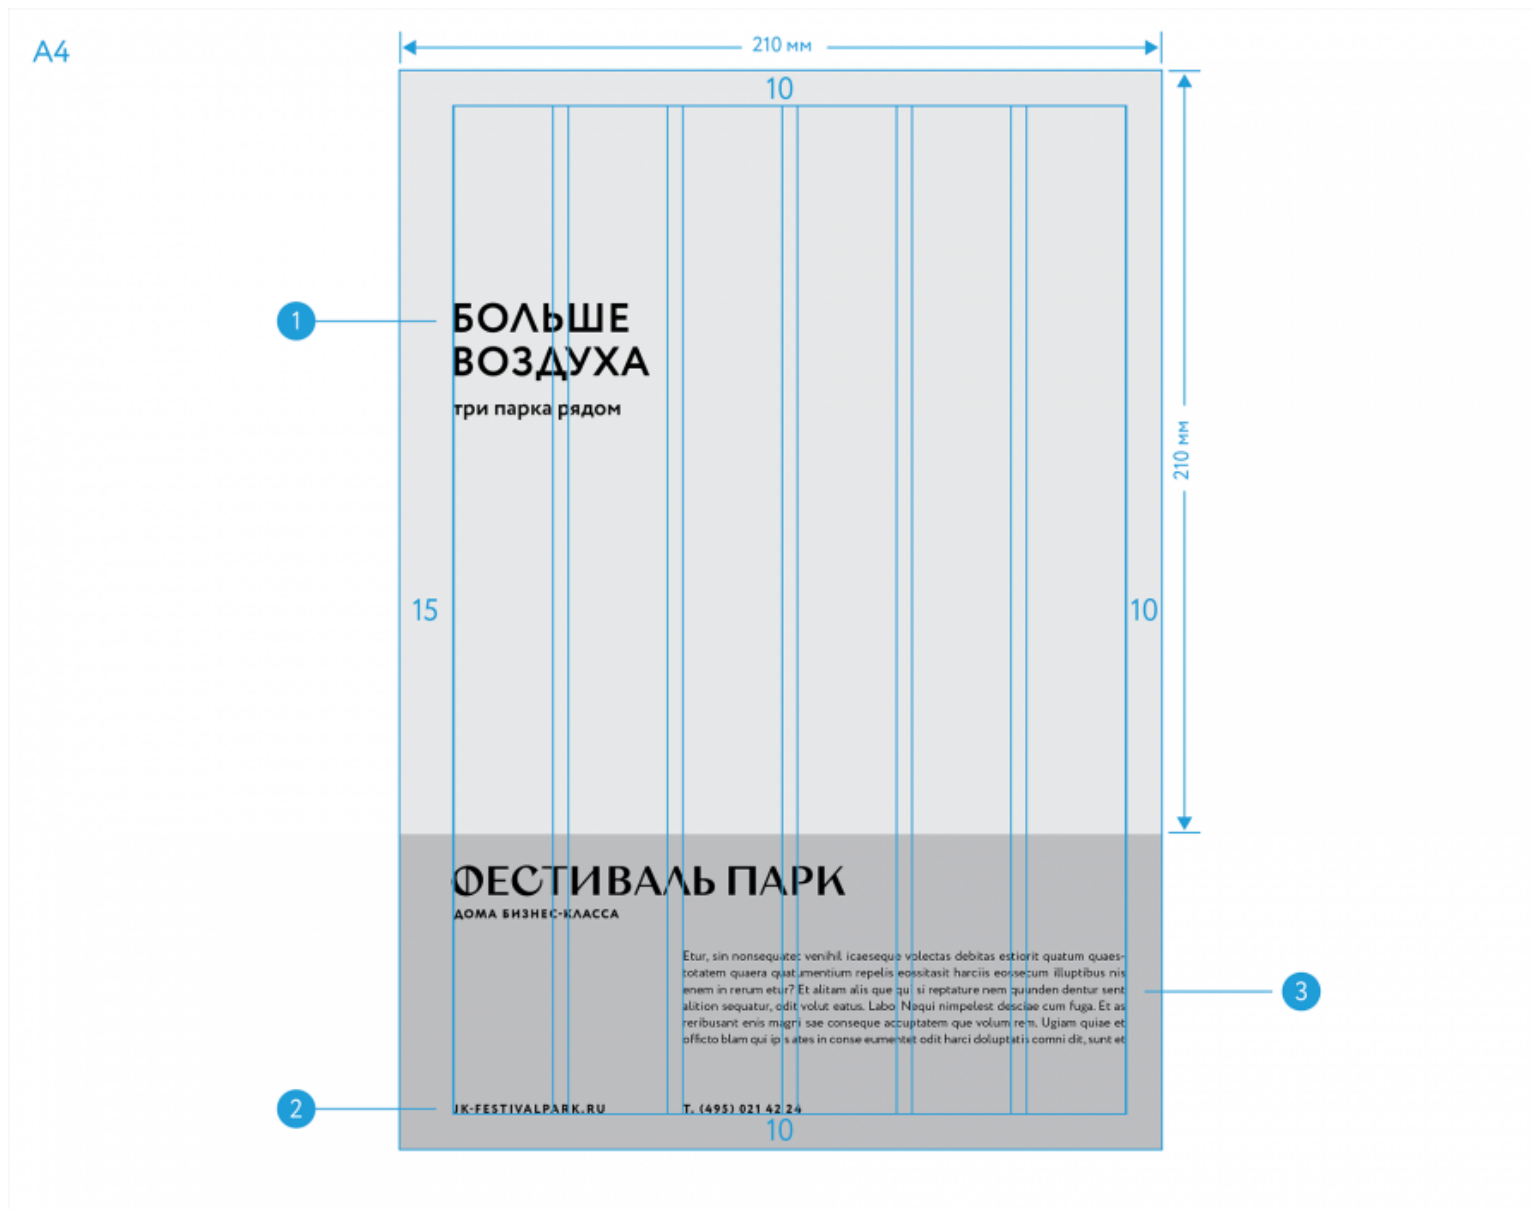 А4
210 мм
10
210 мм
1
БОЛЬШЕ
ВОЗДУХА
три парка рядом
15
10
ФЕСТИВАЛЬ ПАРК
ДОМА БИЗНЕС-КЛАССА
Etur, sin nonsequatet venihil icaeseque volectas debitas estiorit quatum quaes-
totatem quaera quatumentium repelis eossitasit harciis eossecum illuptibus nis
enem in rerum etur? Et alitam alis que qui si reptature nem quunden dentur sent
alition sequatur, odit volut eatus. Labo. Nequi nimpelest desciae cum fuga. Et as
reribusant enis magni sae conseque accuptatem que volum rem. Ugiam quiae et
officto blam qui ipis ates in conse eumentet odit harci doluptatis comni dit, sunt et
3
2
JK-FESTIVALPARK.RU
Т. (495) 021 42 24
10